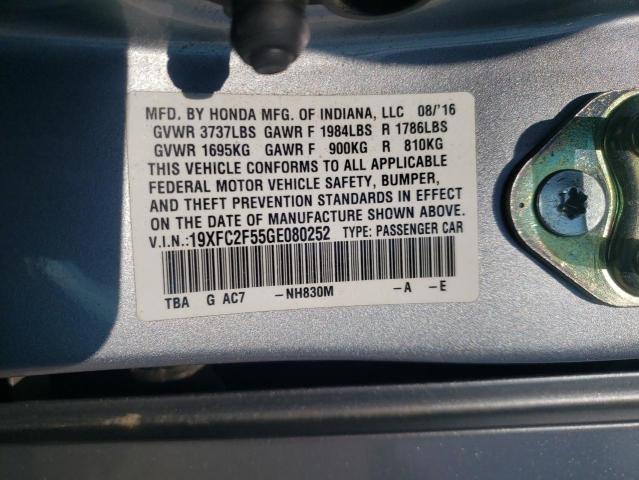 MFD. BY HONDA MFG. OF INDIANA, LLC 08/'16
GVWR 3737LBS GAWR F 1984LBS R 1786LBS
GVWR 1695KG GAWR F 900KG R 810KG
THIS VEHICLE CONFORMS TO ALL APPLICABLE
FEDERAL MOTOR VEHICLE SAFETY, BUMPER,
AND THEFT PREVENTION STANDARDS IN EFFECT
ON THE DATE OF MANUFACTURE SHOWN ABOVE.
V.I.N.:19XFC2F55GE080252 TYPE: PASSENGER CAR
TBA G AC7 -NH830M -A -E